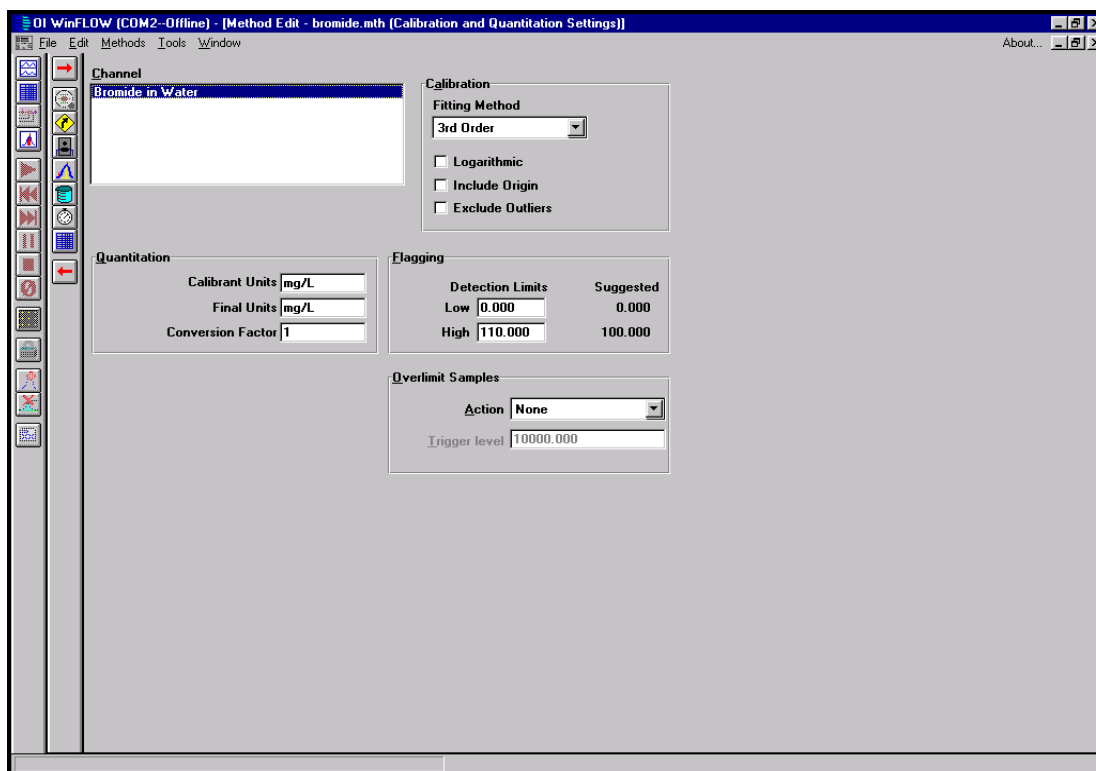 OI WinFLOW (COM2--Offline) - [Method Edit - bromide.mth (Calibration and Quantitation Settings)]
File Edit Methods Tools Window About...
Channel
Bromide in Water
Calibration
Fitting Method
3rd Order
Logarithmic
Include Origin
Exclude Outliers
Quantitation
Calibrant Units mg/L
Final Units mg/L
Conversion Factor 1
Flagging
Detection Limits Suggested
Low 0.000 0.000
High 110.000 100.000
Overlimit Samples
Action None
Trigger level 10000.000